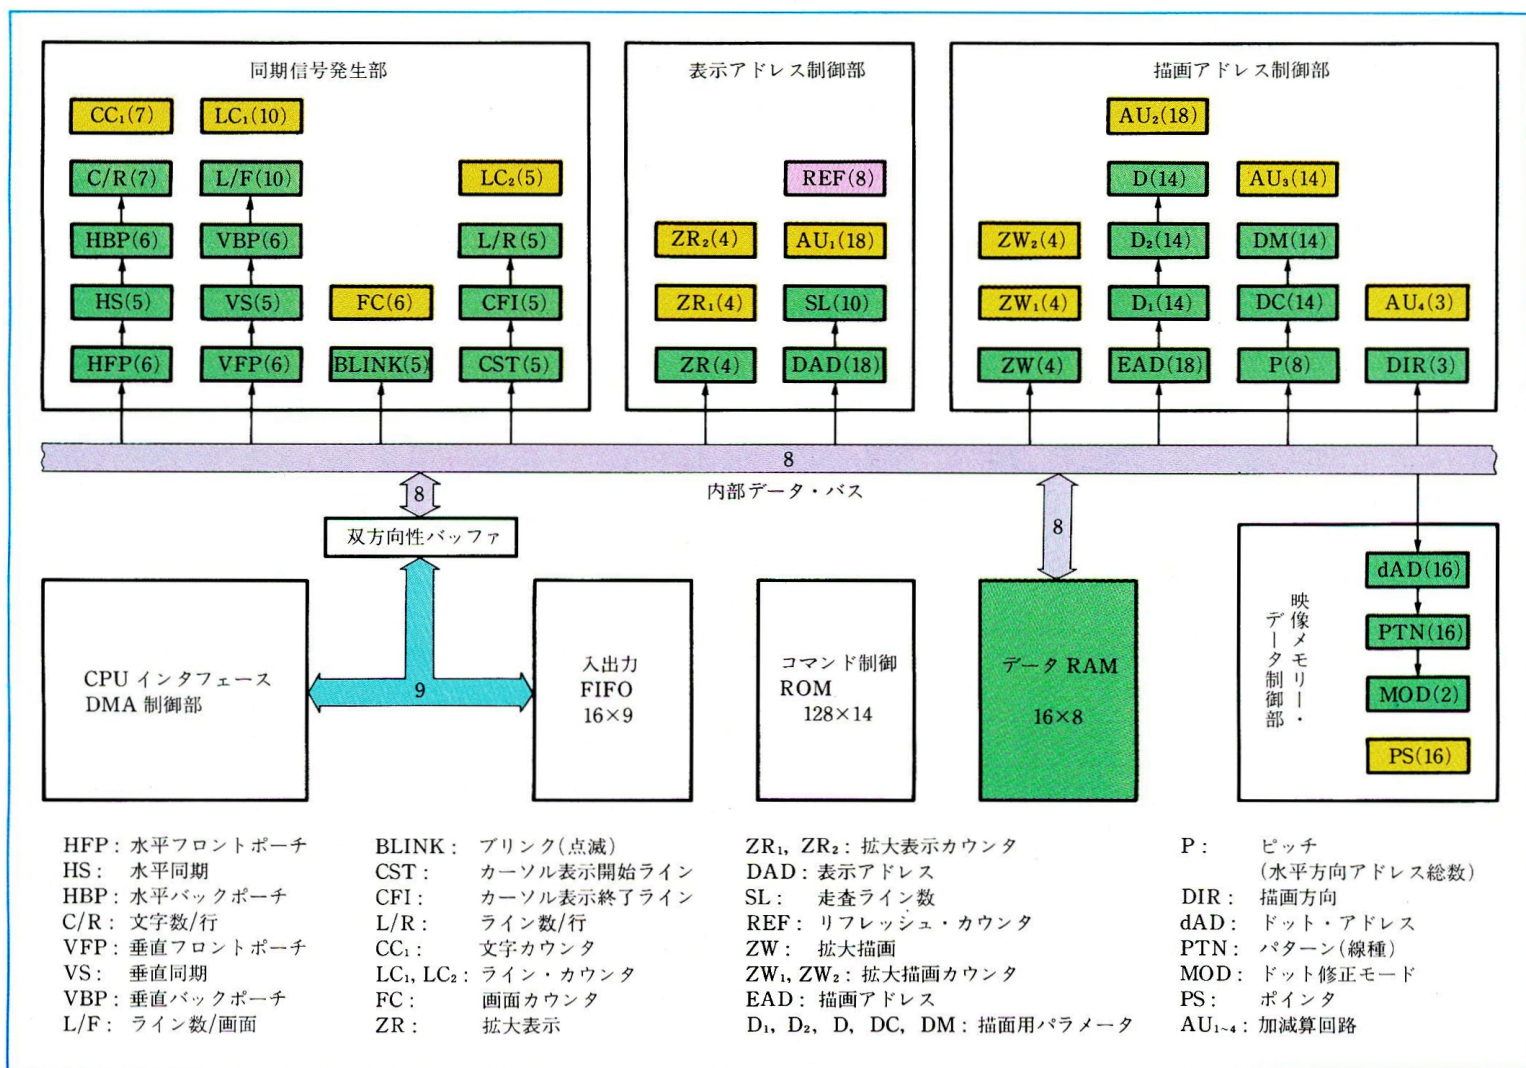 同期信号発生部
CC₁(7)
LC₁(10)
C/R(7)
L/F(10)
LC₂(5)
HBP(6)
VBP(6)
L/R(5)
HS(5)
VS(5)
FC(6)
CFI(5)
HFP(6)
VFP(6)
BLINK(5)
CST(5)
表示アドレス制御部
REF(8)
ZR₂(4)
AU₁(18)
ZR₁(4)
SL(10)
ZR(4)
DAD(18)
描画アドレス制御部
AU₂(18)
D(14)
AU₃(14)
ZW₂(4)
D₂(14)
DM(14)
ZW₁(4)
D₁(14)
DC(14)
AU₄(3)
ZW(4)
EAD(18)
P(8)
DIR(3)
8
内部データ・バス
8
双方向性バッファ
8
CPU インタフェース
DMA 制御部
9
入出力
FIFO
16×9
コマンド制御
ROM
128×14
データ RAM
16×8
映像メモリー・
データ制御部
dAD(16)
PTN(16)
MOD(2)
PS(16)
HFP : 水平フロントポーチ
HS : 水平同期
HBP : 水平バックポーチ
C/R : 文字数/行
VFP : 垂直フロントポーチ
VS : 垂直同期
VBP : 垂直バックポーチ
L/F : ライン数/画面
BLINK : ブリンク(点滅)
CST : カーソル表示開始ライン
CFI : カーソル表示終了ライン
L/R : ライン数/行
CC₁ : 文字カウンタ
LC₁, LC₂ : ライン・カウンタ
FC : 画面カウンタ
ZR : 拡大表示
ZR₁, ZR₂ : 拡大表示カウンタ
DAD : 表示アドレス
SL : 走査ライン数
REF : リフレッシュ・カウンタ
ZW : 拡大描画
ZW₁, ZW₂ : 拡大描画カウンタ
EAD : 描画アドレス
D₁, D₂, D, DC, DM : 描面用パラメータ
P : ピッチ
(水平方向アドレス総数)
DIR : 描画方向
dAD : ドット・アドレス
PTN : パターン(線種)
MOD : ドット修正モード
PS : ポインタ
AU₁~₄ : 加減算回路